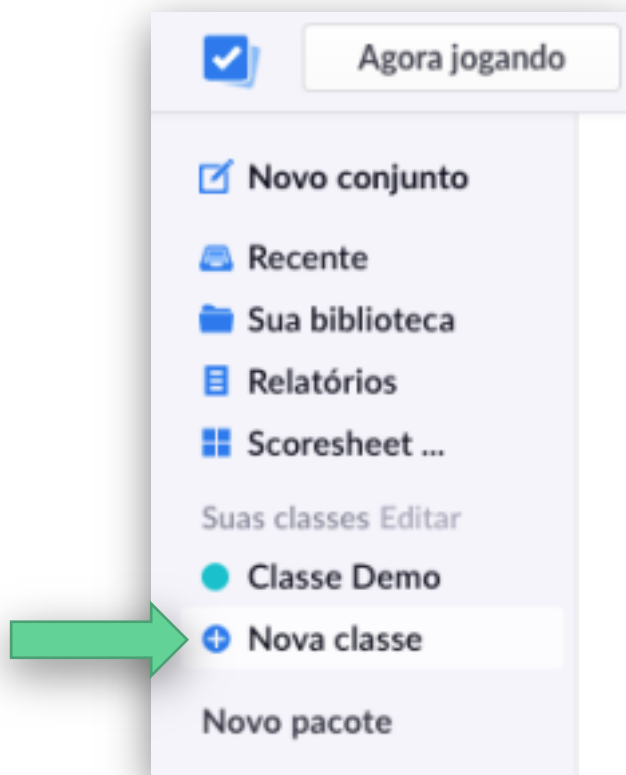 Agora jogando
Novo conjunto
Recente
Sua biblioteca
Relatórios
Scoresheet ...
Suas classes Editar
Classe Demo
Nova classe
Novo pacote